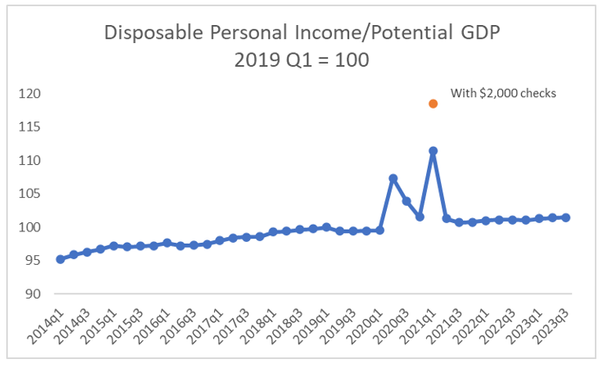 Disposable Personal Income/Potential GDP
2019 Q1 = 100
With $2,000 checks
120
115
110
105
100
95
90
2014q1
2014q3
2015q1
2015q3
2016q1
2016q3
2017q1
2017q3
2018q1
2018q3
2019q1
2019q3
2020q1
2020q3
2021q1
2021q3
2022q1
2022q3
2023q1
2023q3